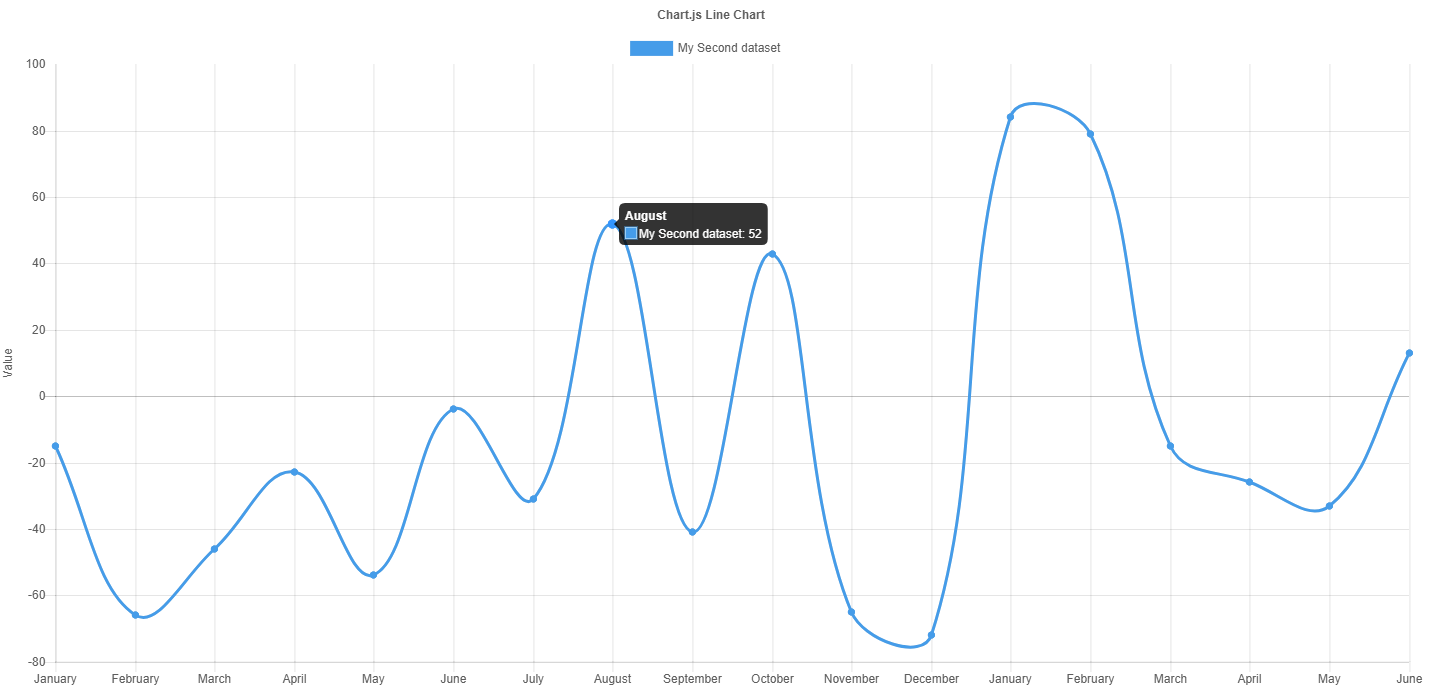 Chart.js Line Chart
My Second dataset
100
80
60
40
20
0
-20
-40
-60
-80
Value
August
My Second dataset: 52
January February March April May June July August September October November December January February March April May June